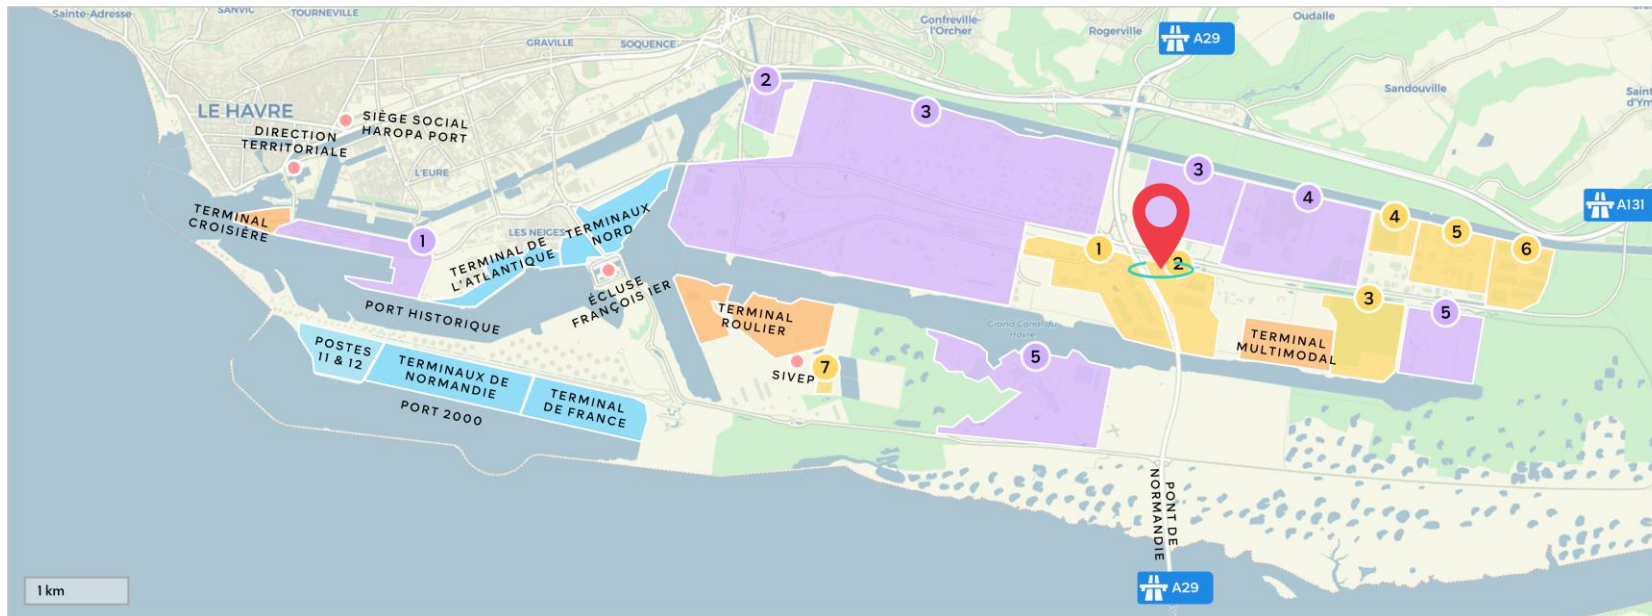 Sainte-Adresse
SANVIC
TOURNEVILLE
GRAVILLE
SOQUENCE
Gonfreville-
l'Orcher
Rogerville
A29
Oudalle
Sandouville
A131
LE HAVRE
SIÈGE SOCIAL
HAROPA PORT
DIRECTION
TERRITORIALE
L'EURE
TERMINAL
CROISIÈRE
1
LES NEIGES
TERMINAL DE
L'ATLANTIQUE
TERMINAUX
NORD
ÉCLUSE
FRANÇOIS IER
PORT HISTORIQUE
POSTES
11 & 12
TERMINAUX DE
NORMANDIE
TERMINAL
DE FRANCE
PORT 2000
TERMINAL
ROULIER
SIVEP
7
2
3
3
4
4
5
6
1
2
3
5
Grand Canal du
Havre
5
TERMINAL
MULTIMODAL
PONT DE
NORMANDIE
A29
1 km